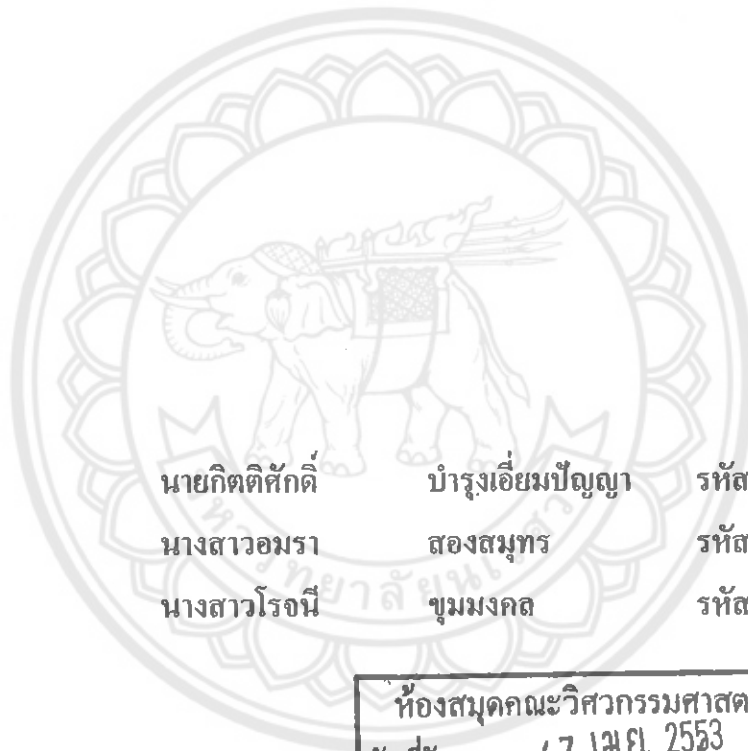 นายกิตติศักดิ์ บำรุงเอี่ยมปัญญา รหัส
นางสาวอมรา สองสมุทร รหัส
นางสาวโรจนี ขุมมงคล รหัส
ห้องสมุดคณะวิศวกรรมศาสต
/ 7 เม.ย. 2553